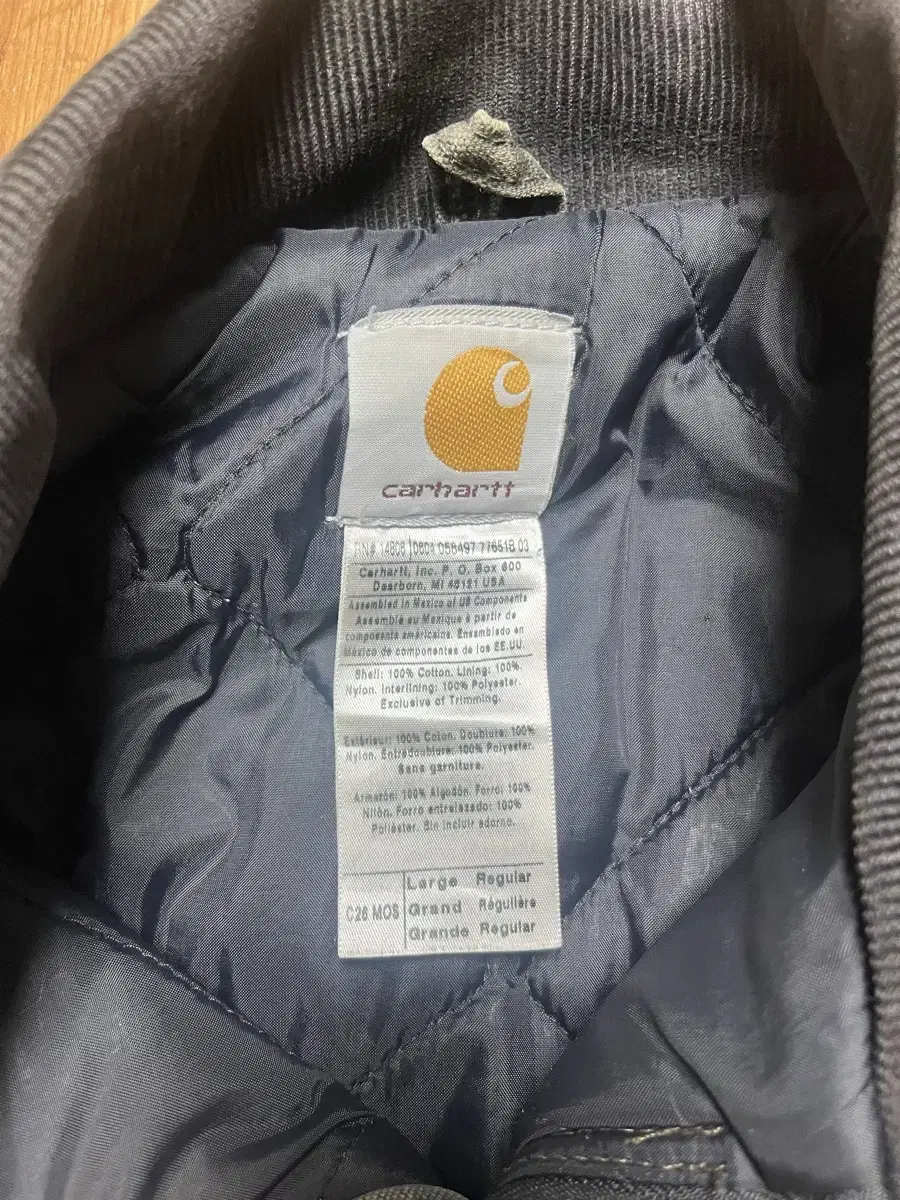 carhartt
RN# 14806 0804 056497 77651B 03
Carhartt, Inc. P. O. Box 600
Dearborn, MI 48121 USA
Assembled in Mexico of US Components
Assemblé au Mexique à partir de
composants américains. Ensamblado en
México de componentes de los EE.UU.
Shell: 100% Cotton. Lining: 100%
Nylon. Interlining: 100% Polyester.
Exclusive of Trimming.
Extérieur: 100% Coton. Doublure: 100%
Nylon. Entredoublure: 100% Polyester.
Sans garniture.
Armazón: 100% Algodón. Forro: 100%
Nilón. Forro entrelazado: 100%
Poliéster. Sin incluir adorno.
C26 MOS
Large Regular
Grand Régulière
Grande Regular